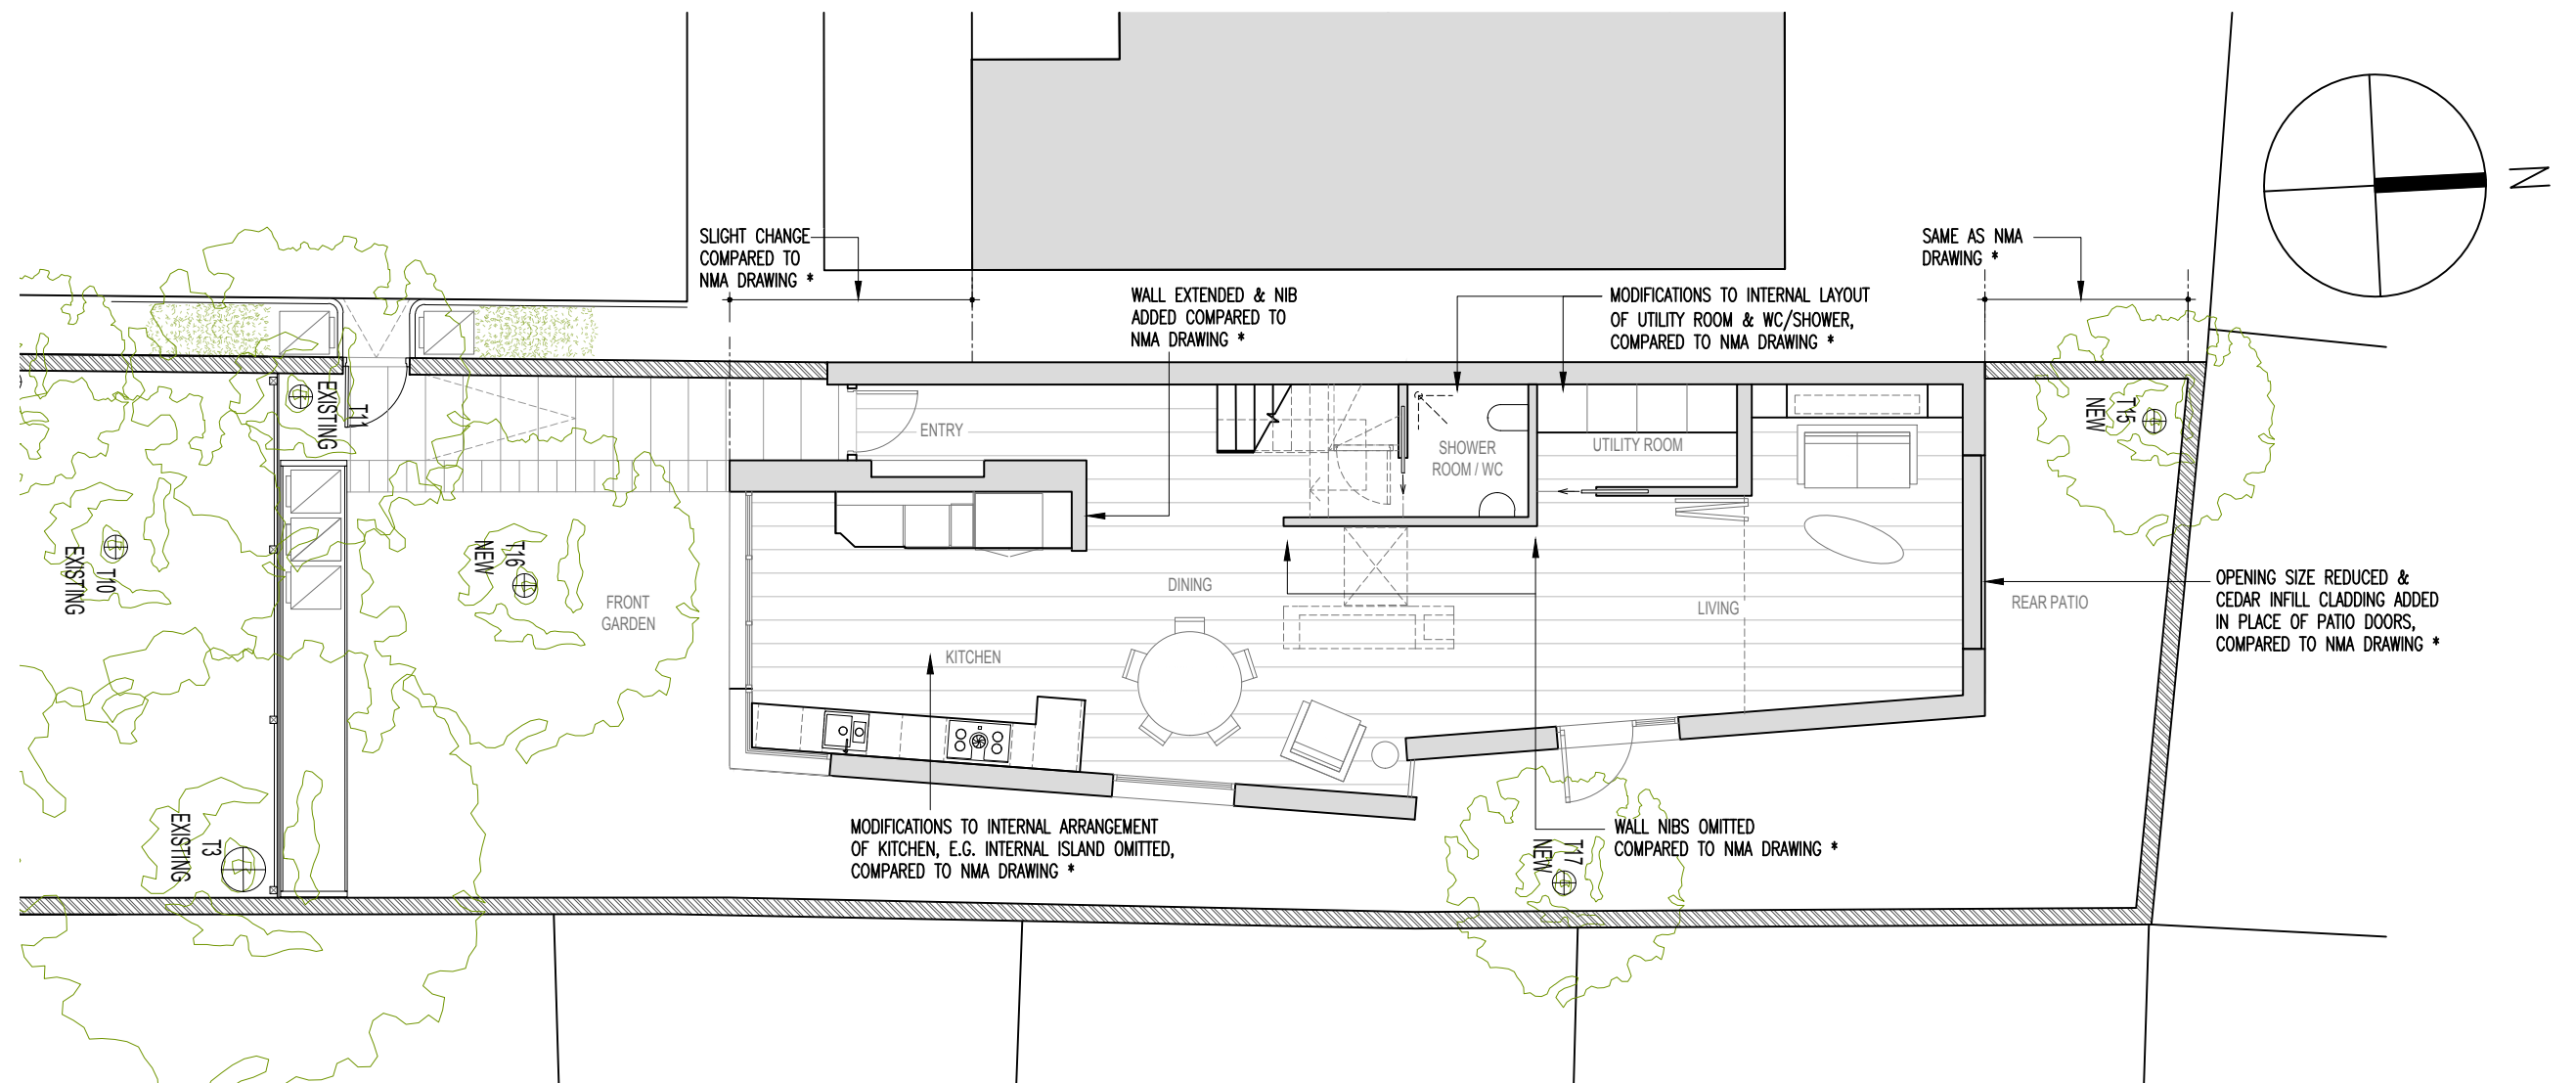 SLIGHT CHANGE
COMPARED TO
NMA DRAWING *
WALL EXTENDED & NIB
ADDED COMPARED TO
NMA DRAWING *
MODIFICATIONS TO INTERNAL LAYOUT
OF UTILITY ROOM & WC/SHOWER,
COMPARED TO NMA DRAWING *
SAME AS NMA
DRAWING *
N
T11
EXISTING
ENTRY
SHOWER
ROOM / WC
UTILITY ROOM
T15
NEW
T10
EXISTING
T16
NEW
FRONT
GARDEN
DINING
LIVING
REAR PATIO
OPENING SIZE REDUCED &
CEDAR INFILL CLADDING ADDED
IN PLACE OF PATIO DOORS,
COMPARED TO NMA DRAWING *
KITCHEN
T3
EXISTING
MODIFICATIONS TO INTERNAL ARRANGEMENT
OF KITCHEN, E.G. INTERNAL ISLAND OMITTED,
COMPARED TO NMA DRAWING *
T17
NEW
WALL NIBS OMITTED
COMPARED TO NMA DRAWING *